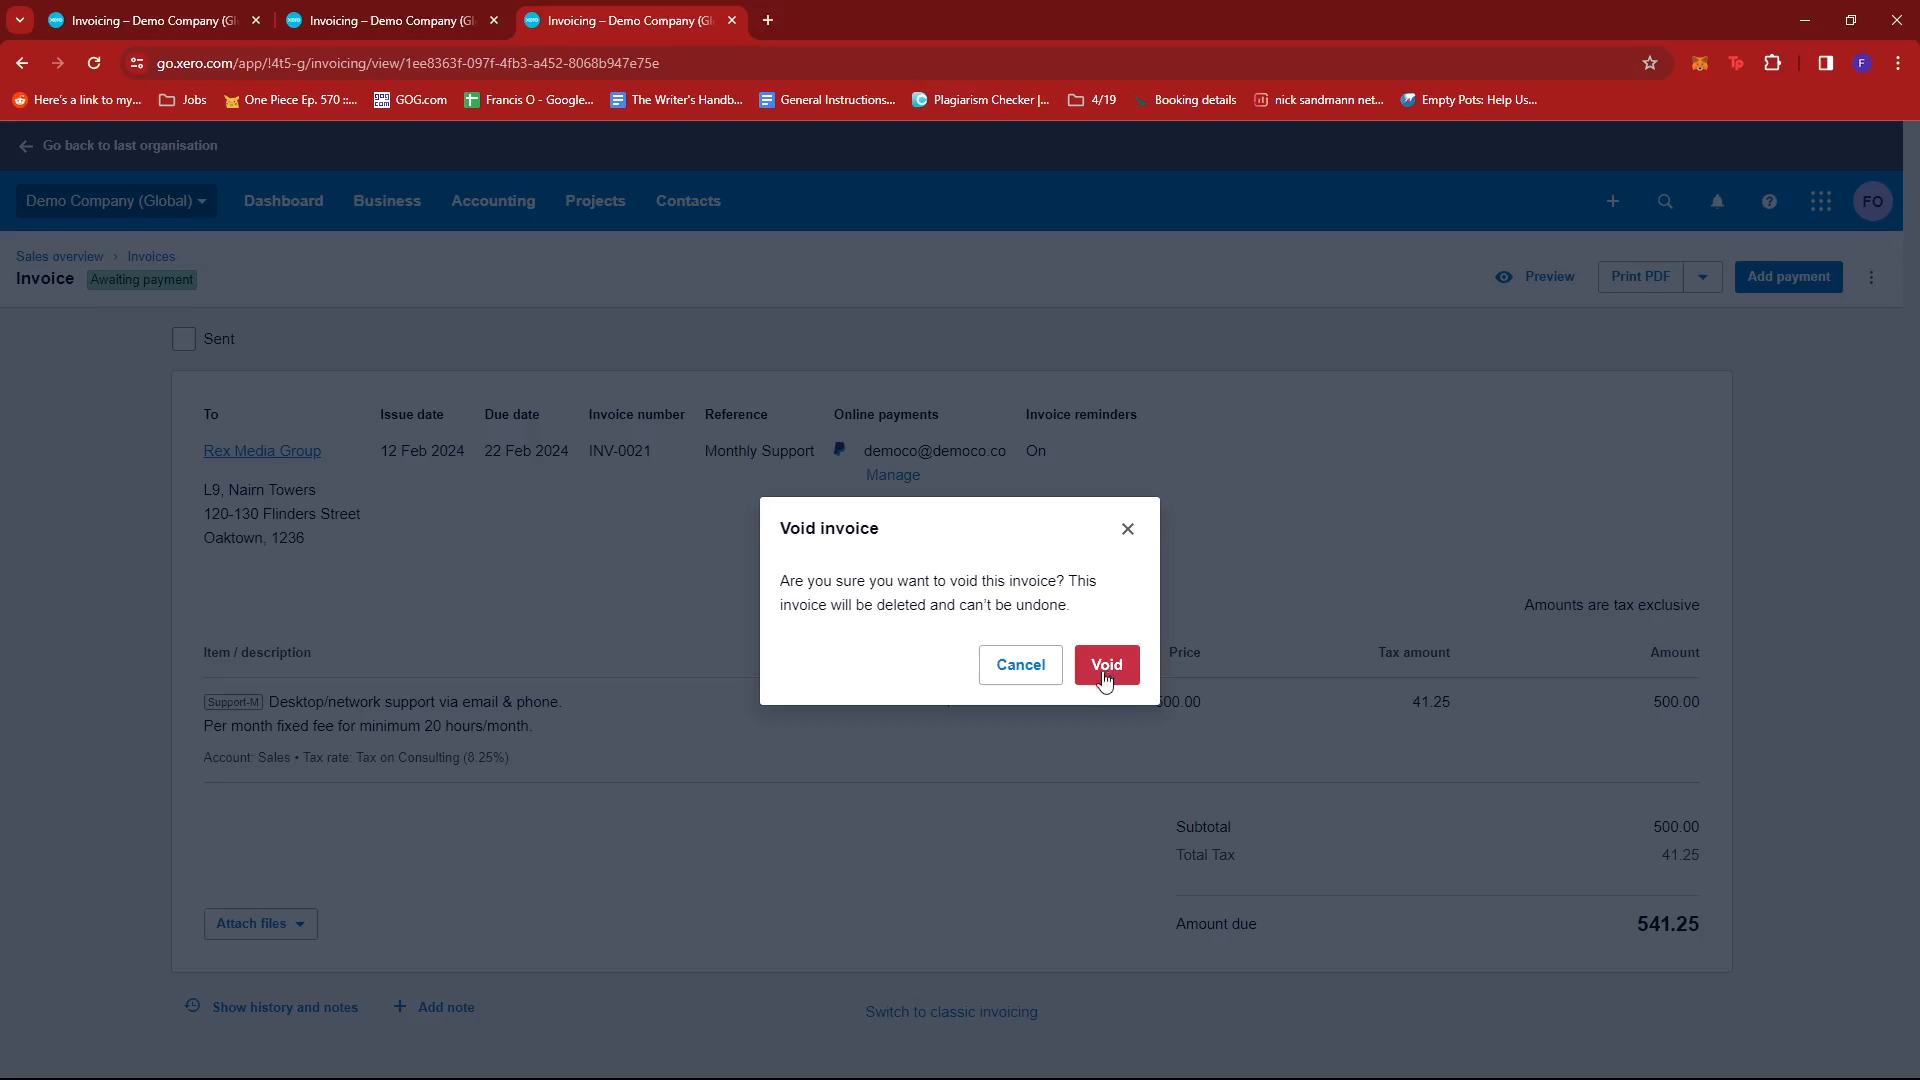 Invoicing – Demo Company (Gl
Invoicing – Demo Company (Gl
Invoicing – Demo Company (Gl
go.xero.com/app/!4t5-g/invoicing/view/1ee8363f-097f-4fb3-a452-8068b947e75e
Tp
F
Here's a link to my...
Jobs
One Piece Ep. 570 ::...
GOG.com
Francis O - Google...
The Writer's Handb...
General Instructions...
Plagiarism Checker |...
4/19
Booking details
nick sandmann net...
Empty Pots: Help Us...
Go back to last organisation
Demo Company (Global)
Dashboard
Business
Accounting
Projects
Contacts
FO
Sales overview › Invoices
Invoice
Awaiting payment
Preview
Print PDF
Add payment
Sent
To
Issue date
Due date
Invoice number
Reference
Online payments
Invoice reminders
Rex Media Group
12 Feb 2024
22 Feb 2024
INV-0021
Monthly Support
democo@democo.co
On
Manage
L9, Nairn Towers
120-130 Flinders Street
Oaktown, 1236
Void invoice
Are you sure you want to void this invoice? This
invoice will be deleted and can't be undone.
Cancel
Void
Amounts are tax exclusive
Item / description
Price
Tax amount
Amount
Support-M Desktop/network support via email & phone.
Per month fixed fee for minimum 20 hours/month.
500.00
41.25
500.00
Account: Sales • Tax rate: Tax on Consulting (8.25%)
Subtotal
500.00
Total Tax
41.25
Attach files
Amount due
541.25
Show history and notes
Add note
Switch to classic invoicing